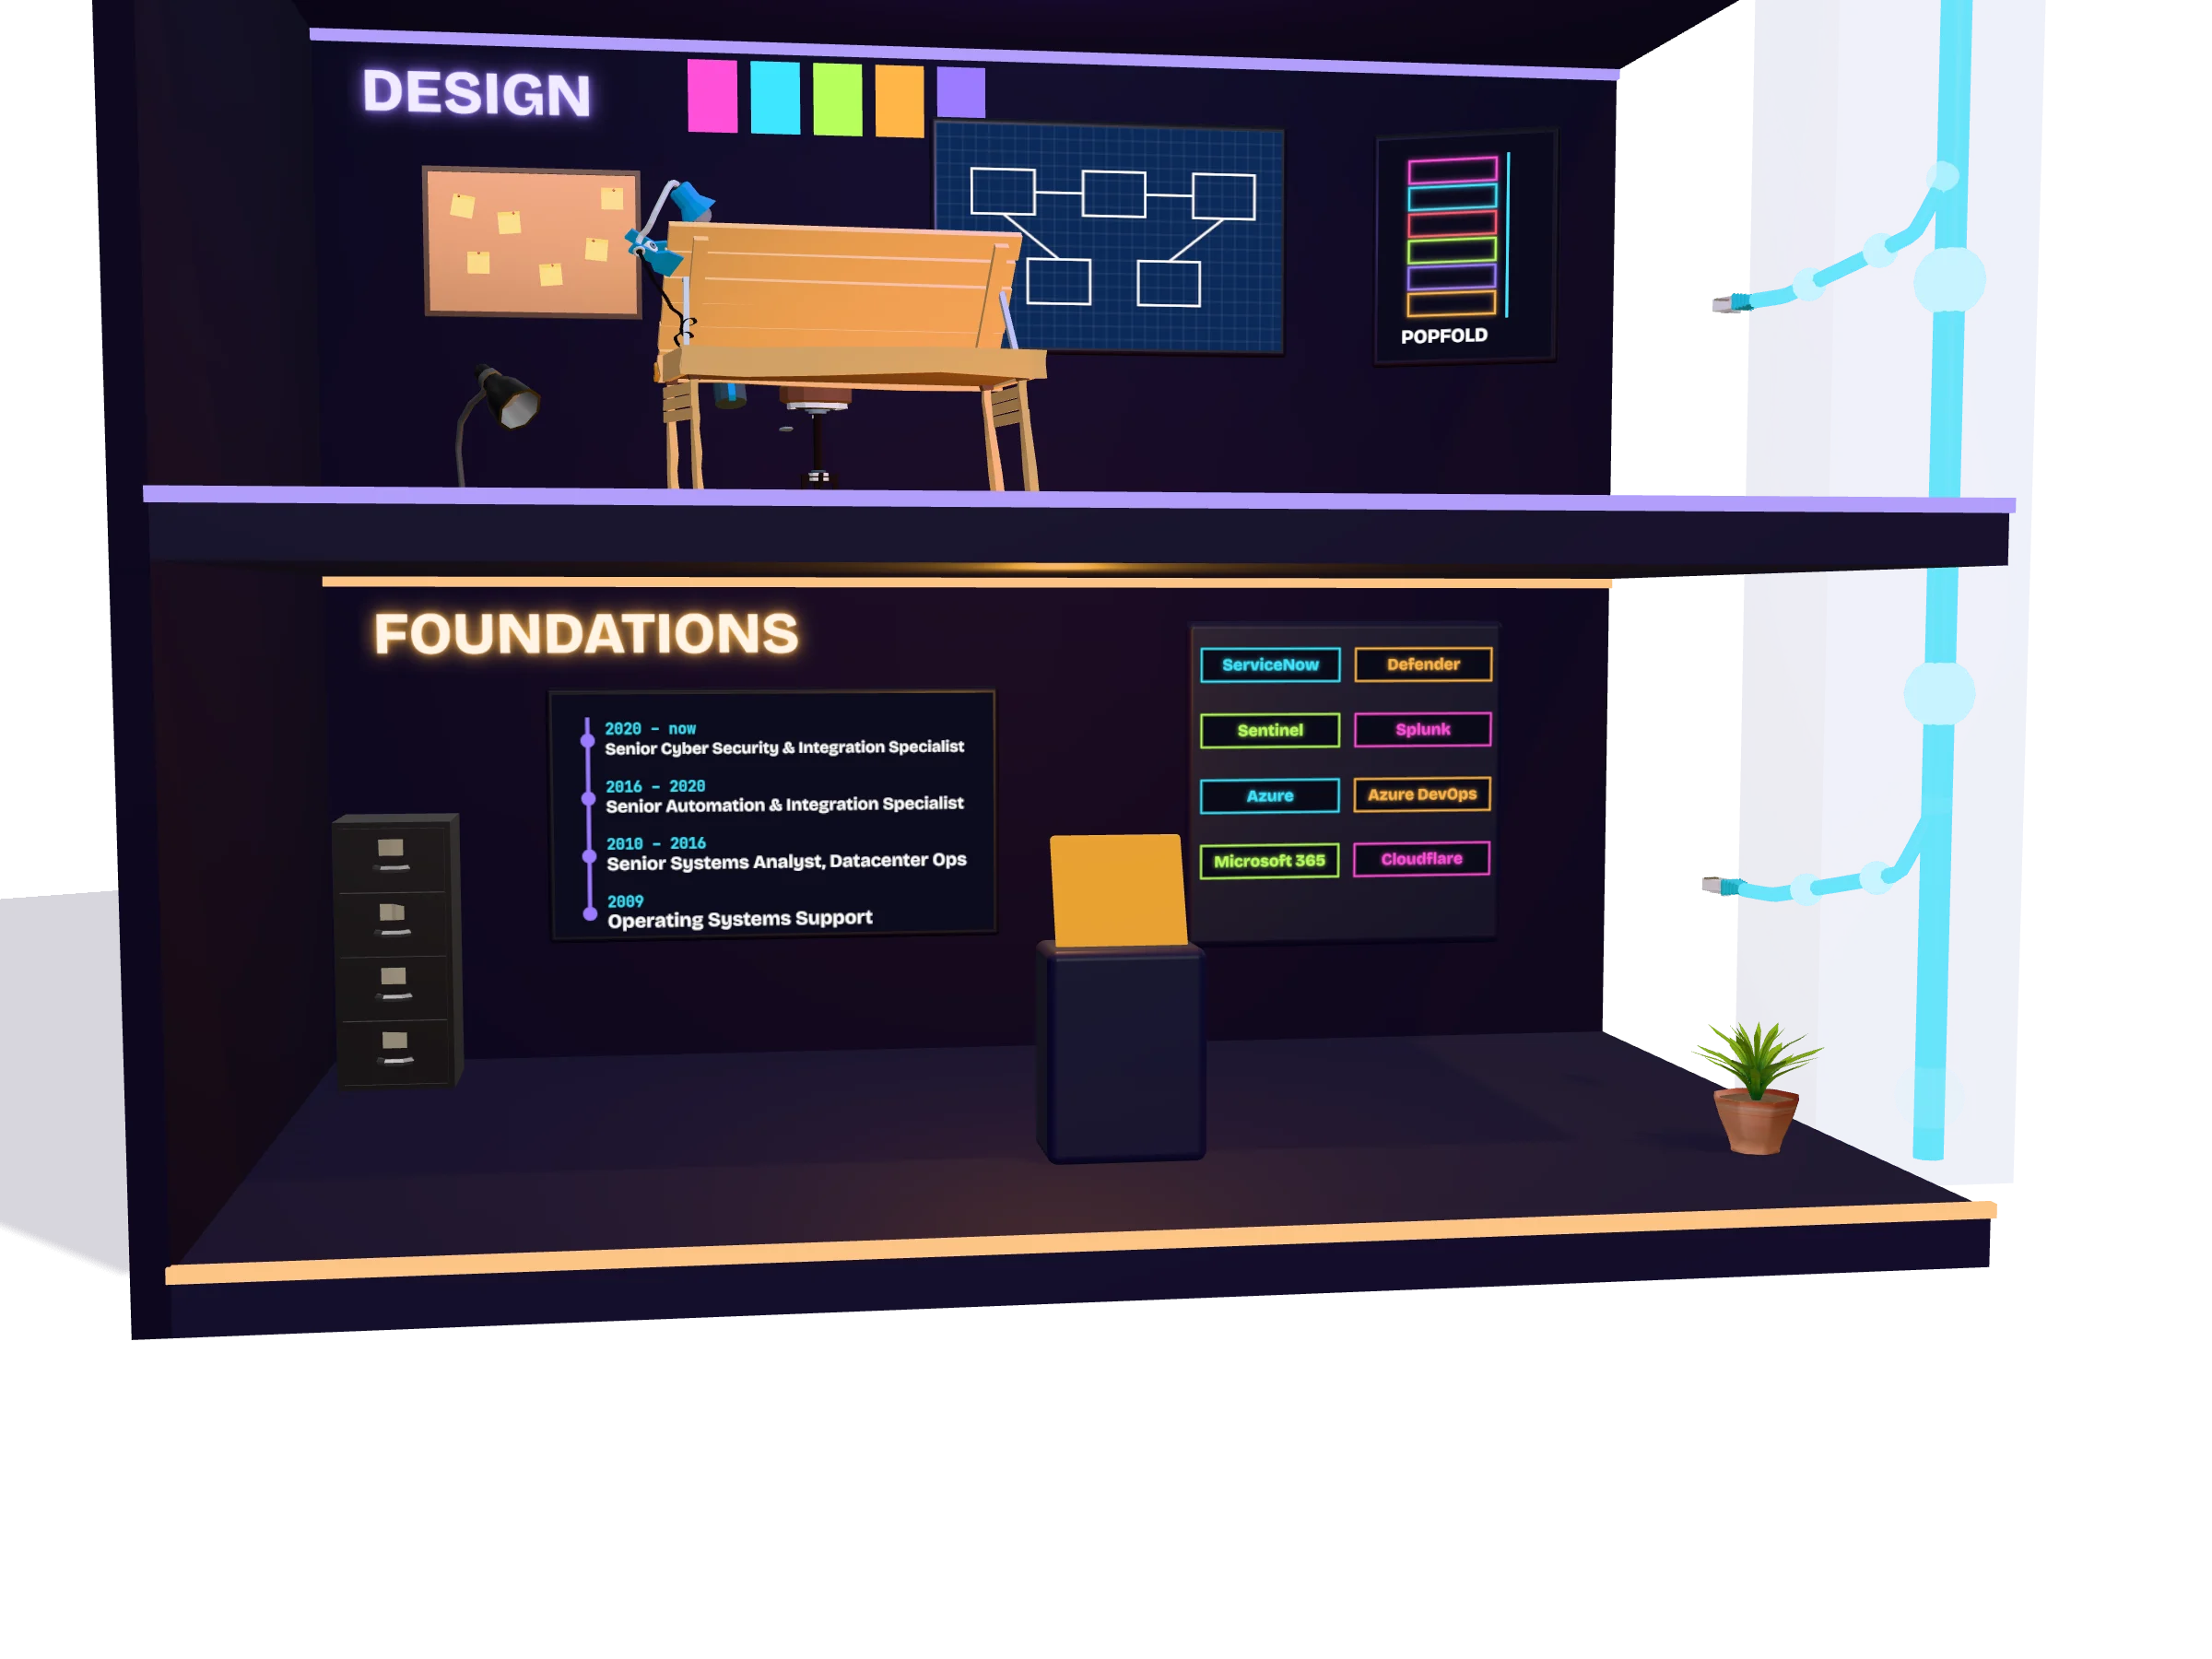 DESIGN
POPFOLD
FOUNDATIONS
2020 – now
Senior Cyber Security & Integration Specialist
2016 – 2020
Senior Automation & Integration Specialist
2010 – 2016
Senior Systems Analyst, Datacenter Ops
2009
Operating Systems Support
ServiceNow
Defender
Sentinel
Splunk
Azure
Azure DevOps
Microsoft 365
Cloudflare